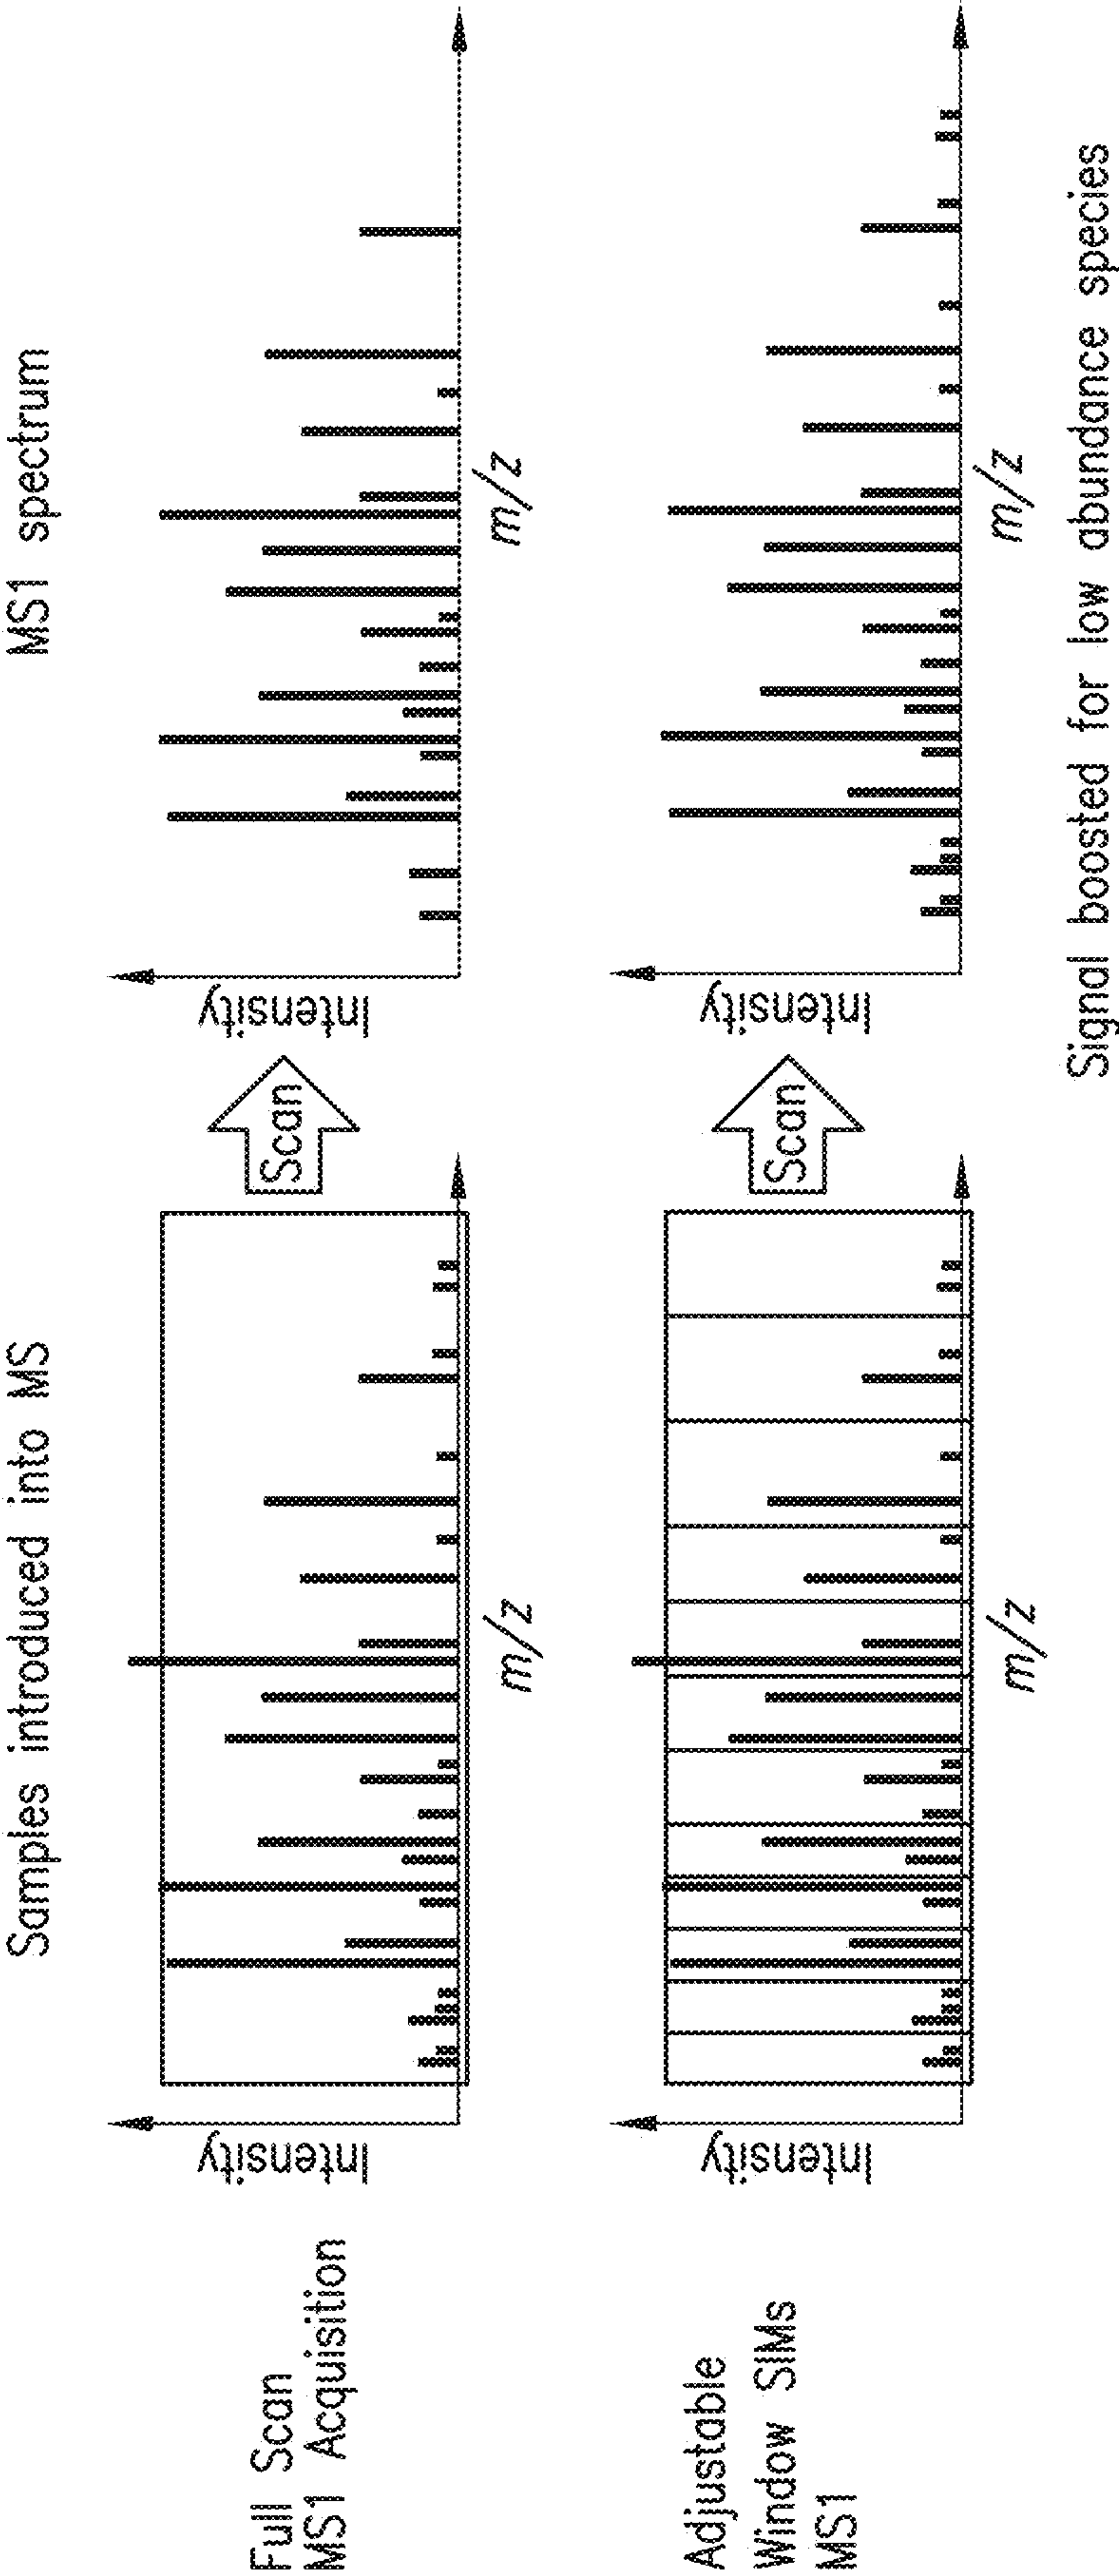 Samples introduced into MS
MS1 spectrum
Full Scan
MS1 Acquisition
Intensity
m/z
Scan
Intensity
m/z
Adjustable
Window SIMs
MS1
Intensity
m/z
Scan
Intensity
m/z
Signal boosted for low abundance species